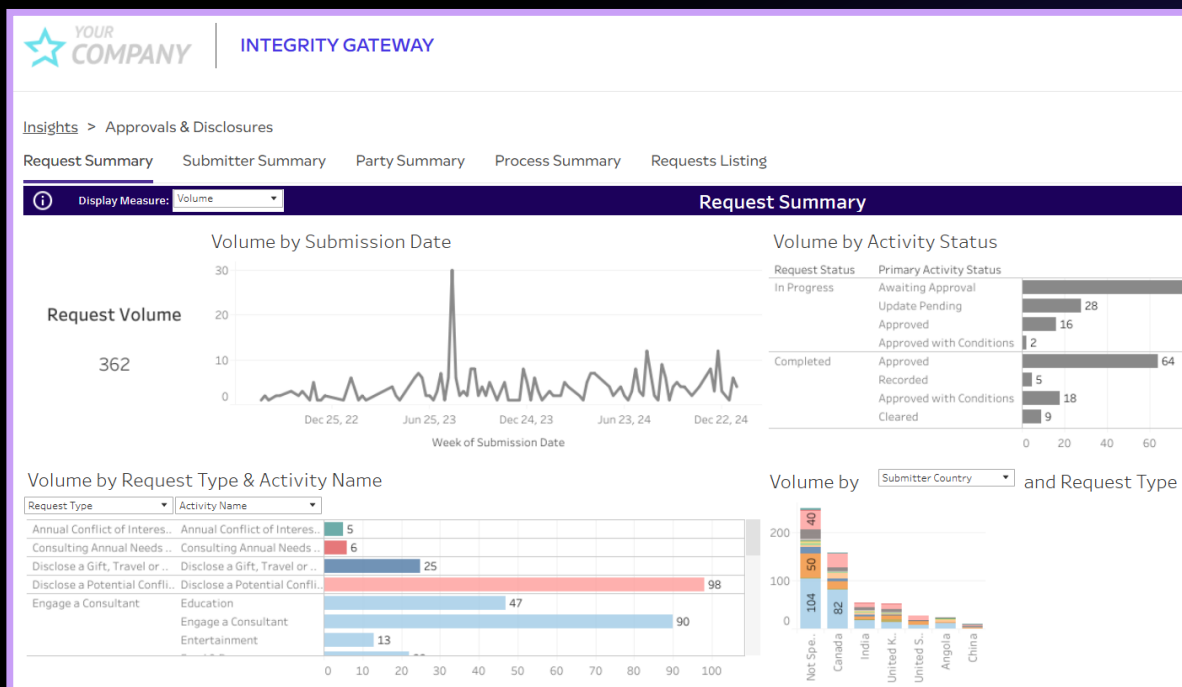 YOUR
COMPANY
INTEGRITY GATEWAY
Insights > Approvals & Disclosures
Request Summary Submitter Summary Party Summary Process Summary Requests Listing
Display Measure: Volume Request Summary
Volume by Submission Date
30
20
10
0
Dec 25, 22 Jun 25, 23 Dec 24, 23 Jun 23, 24 Dec 22, 24
Week of Submission Date
Request Volume
362
Volume by Activity Status
Request Status Primary Activity Status
In Progress Awaiting Approval
Update Pending 28
Approved 16
Approved with Conditions 2
Completed Approved 64
Recorded 5
Approved with Conditions 18
Cleared 9
0 20 40 60
Volume by Request Type & Activity Name
Request Type Activity Name
Annual Conflict of Interes.. Annual Conflict of Interes.. 5
Consulting Annual Needs .. Consulting Annual Needs .. 6
Disclose a Gift, Travel or .. Disclose a Gift, Travel or .. 25
Disclose a Potential Confli.. Disclose a Potential Confli.. 98
Engage a Consultant Education 47
Engage a Consultant 90
Entertainment 13
0 10 20 30 40 50 60 70 80 90 100
Volume by Submitter Country and Request Type
200
100
0
40
50
104
82
Not Spe..
Canada
India
United K..
United S..
Angola
China